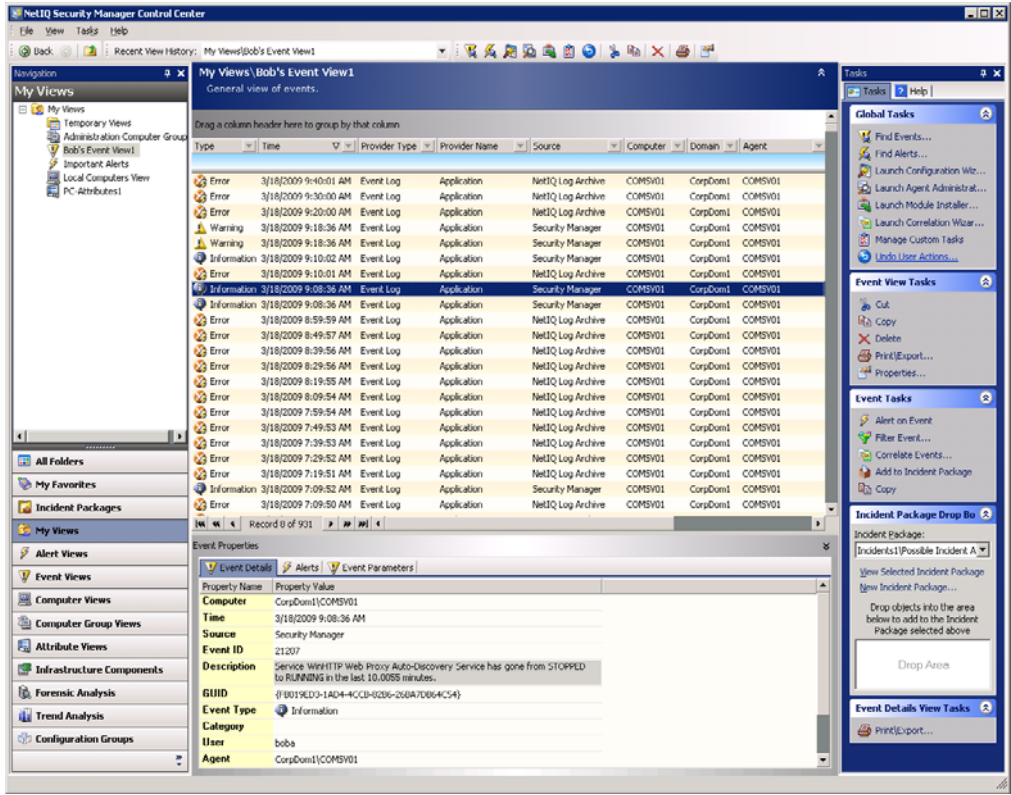 NetIQ Security Manager Control Center
File View Tasks Help
Back Recent View History: My Views\Bob's Event View1
Navigation
My Views
My Views
Temporary Views
Administration Computer Group
Bob's Event View1
Important Alerts
Local Computers View
PC-Attributes1
All Folders
My Favorites
Incident Packages
My Views
Alert Views
Event Views
Computer Views
Computer Group Views
Attribute Views
Infrastructure Components
Forensic Analysis
Trend Analysis
Configuration Groups
My Views\Bob's Event View1
General view of events.
Drag a column header here to group by that column
Type Time Provider Type Provider Name Source Computer Domain Agent
Error 3/18/2009 9:40:01 AM Event Log Application NetIQ Log Archive COMSV01 CorpDom1 COMSV01
Error 3/18/2009 9:30:00 AM Event Log Application NetIQ Log Archive COMSV01 CorpDom1 COMSV01
Error 3/18/2009 9:20:00 AM Event Log Application NetIQ Log Archive COMSV01 CorpDom1 COMSV01
Warning 3/18/2009 9:18:36 AM Event Log Application Security Manager COMSV01 CorpDom1 COMSV01
Warning 3/18/2009 9:18:36 AM Event Log Application Security Manager COMSV01 CorpDom1 COMSV01
Information 3/18/2009 9:10:02 AM Event Log Application Security Manager COMSV01 CorpDom1 COMSV01
Error 3/18/2009 9:10:01 AM Event Log Application NetIQ Log Archive COMSV01 CorpDom1 COMSV01
Information 3/18/2009 9:08:36 AM Event Log Application Security Manager COMSV01 CorpDom1 COMSV01
Information 3/18/2009 9:08:36 AM Event Log Application Security Manager COMSV01 CorpDom1 COMSV01
Error 3/18/2009 8:59:59 AM Event Log Application NetIQ Log Archive COMSV01 CorpDom1 COMSV01
Error 3/18/2009 8:49:57 AM Event Log Application NetIQ Log Archive COMSV01 CorpDom1 COMSV01
Error 3/18/2009 8:39:56 AM Event Log Application NetIQ Log Archive COMSV01 CorpDom1 COMSV01
Error 3/18/2009 8:29:56 AM Event Log Application NetIQ Log Archive COMSV01 CorpDom1 COMSV01
Error 3/18/2009 8:19:55 AM Event Log Application NetIQ Log Archive COMSV01 CorpDom1 COMSV01
Error 3/18/2009 8:09:54 AM Event Log Application NetIQ Log Archive COMSV01 CorpDom1 COMSV01
Error 3/18/2009 7:59:54 AM Event Log Application NetIQ Log Archive COMSV01 CorpDom1 COMSV01
Error 3/18/2009 7:49:53 AM Event Log Application NetIQ Log Archive COMSV01 CorpDom1 COMSV01
Error 3/18/2009 7:39:53 AM Event Log Application NetIQ Log Archive COMSV01 CorpDom1 COMSV01
Error 3/18/2009 7:29:52 AM Event Log Application NetIQ Log Archive COMSV01 CorpDom1 COMSV01
Error 3/18/2009 7:19:51 AM Event Log Application NetIQ Log Archive COMSV01 CorpDom1 COMSV01
Information 3/18/2009 7:09:52 AM Event Log Application Security Manager COMSV01 CorpDom1 COMSV01
Error 3/18/2009 7:09:50 AM Event Log Application NetIQ Log Archive COMSV01 CorpDom1 COMSV01
Record 8 of 931
Event Properties
Event Details Alerts Event Parameters
Property Name Property Value
Computer CorpDom1\COMSV01
Time 3/18/2009 9:08:36 AM
Source Security Manager
Event ID 21207
Description Service WinHTTP Web Proxy Auto-Discovery Service has gone from STOPPED
to RUNNING in the last 10.0055 minutes.
GUID {FB019ED3-1AD4-4CCB-82B6-26BA7DB64C54}
Event Type Information
Category
User boba
Agent CorpDom1\COMSV01
Tasks
Tasks Help
Global Tasks
Find Events...
Find Alerts...
Launch Configuration Wiz...
Launch Agent Administrat...
Launch Module Installer...
Launch Correlation Wizar...
Manage Custom Tasks
Undo User Actions...
Event View Tasks
Cut
Copy
Delete
Print\Export...
Properties...
Event Tasks
Alert on Event
Filter Event...
Correlate Events...
Add to Incident Package
Copy
Incident Package Drop Bo
Incident Package:
Incidents1\Possible Incident A
View Selected Incident Package
New Incident Package...
Drop objects into the area
below to add to the Incident
Package selected above
Drop Area
Event Details View Tasks
Print\Export...